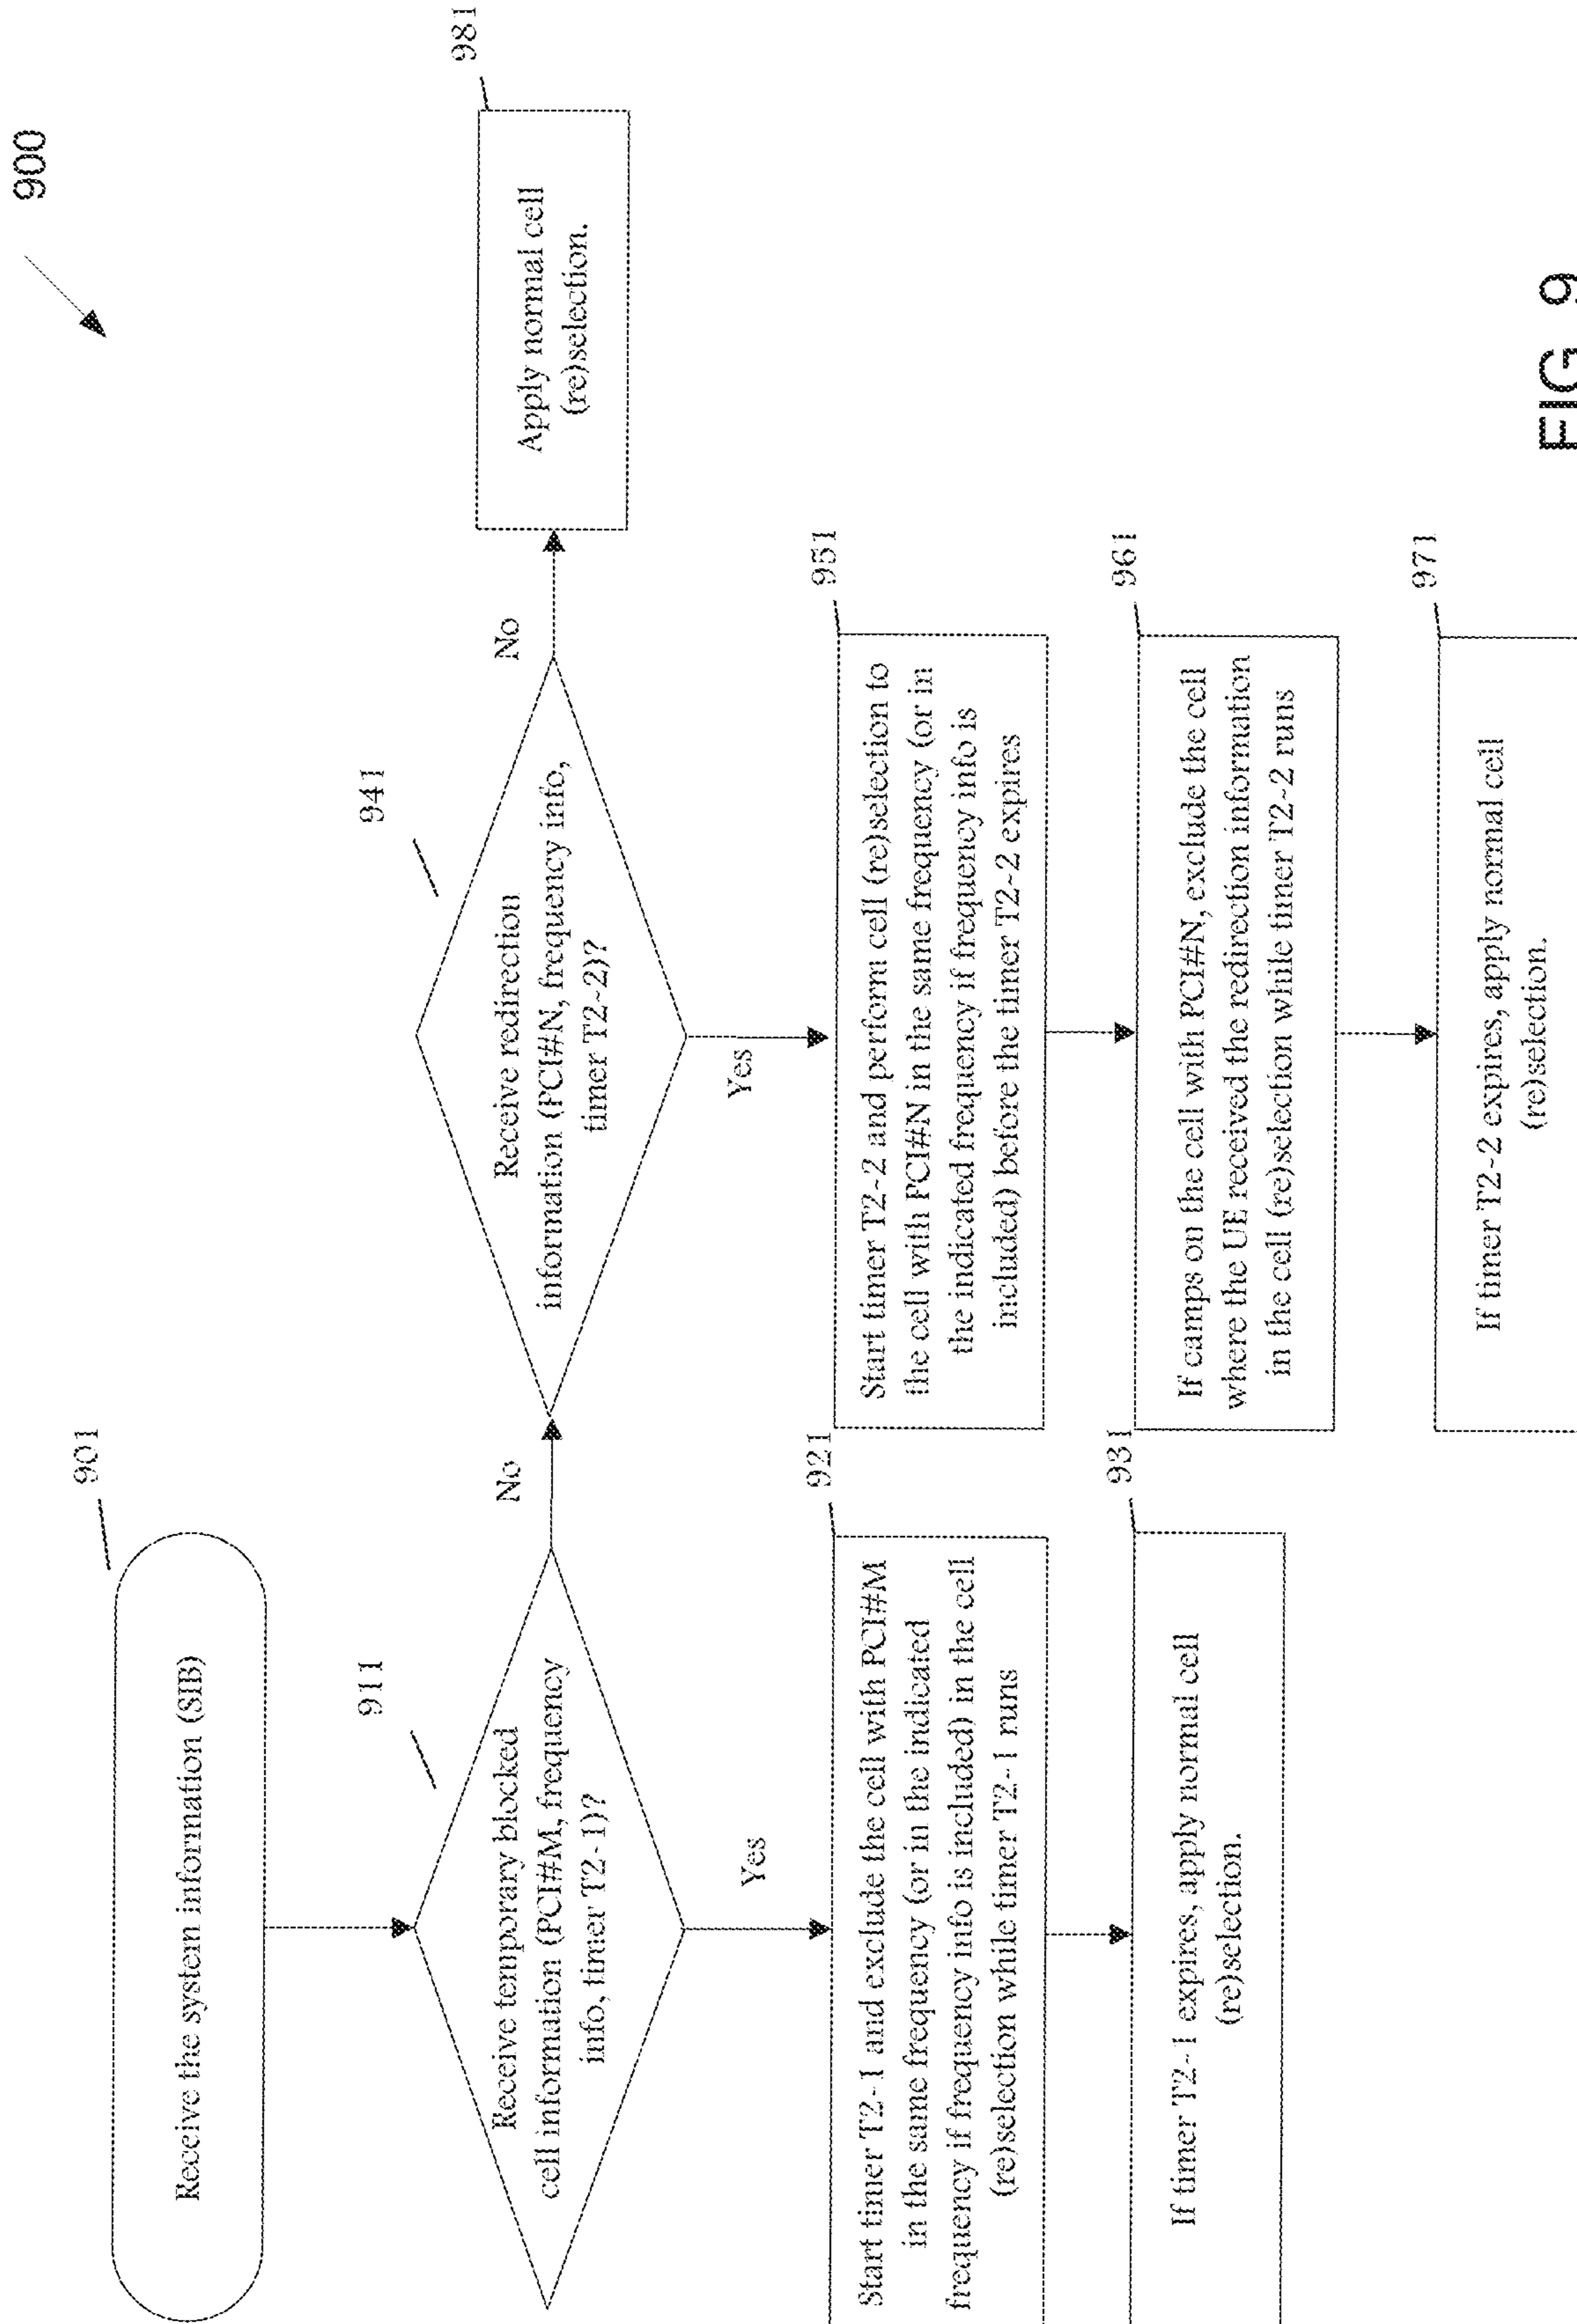 900
901
Receive the system information (SIB)
911
Receive temporary blocked
cell information (PCI#M, frequency
info, timer T2-1)?
No
Yes
921
Start timer T2-1 and exclude the cell with PCI#M
in the same frequency (or in the indicated
frequency if frequency info is included) in the cell
(re)selection while timer T2-1 runs
931
If timer T2-1 expires, apply normal cell
(re)selection.
941
Receive redirection
information (PCI#N, frequency info,
timer T2-2)?
No
Yes
951
Start timer T2-2 and perform cell (re)selection to
the cell with PCI#N in the same frequency (or in
the indicated frequency if frequency info is
included) before the timer T2-2 expires
961
If camps on the cell with PCI#N, exclude the cell
where the UE received the redirection information
in the cell (re)selection while timer T2-2 runs
971
If timer T2-2 expires, apply normal cell
(re)selection.
981
Apply normal cell
(re)selection.
FIG. 9